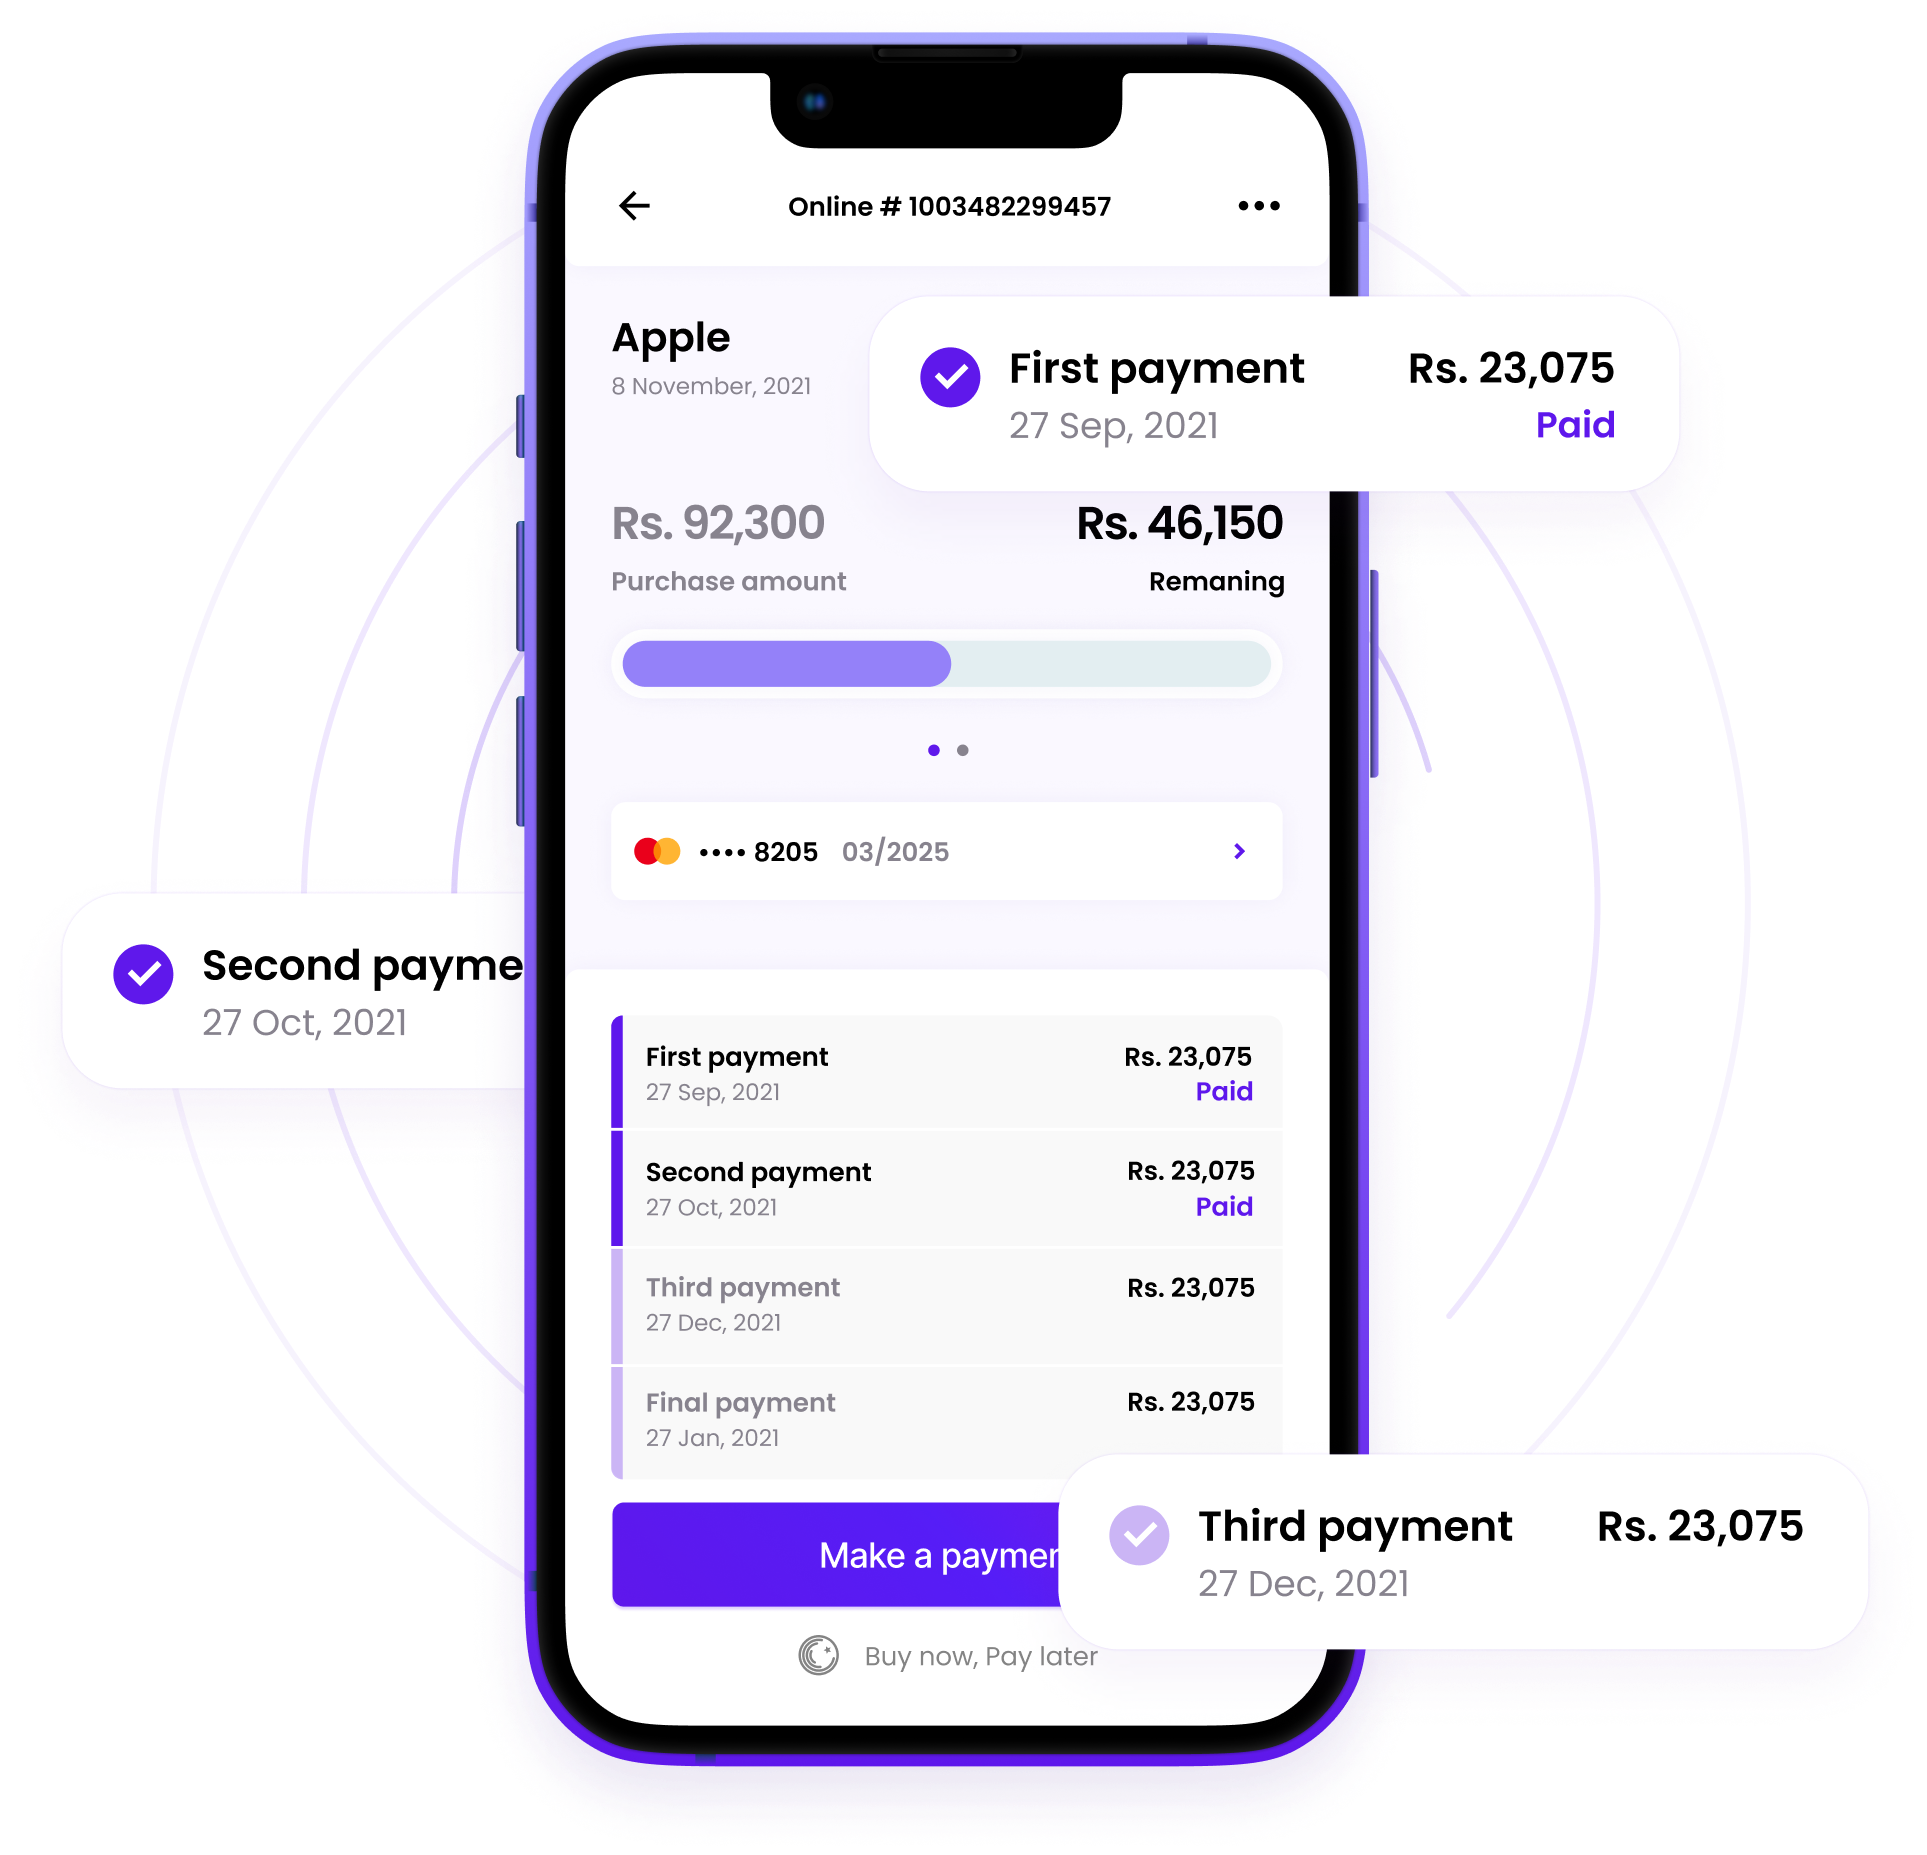 Online # 1003482299457
Apple
8 November, 2021
First payment Rs. 23,075
27 Sep, 2021 Paid
Rs. 92,300 Rs. 46,150
Purchase amount Remaning
•••• 8205 03/2025
Second payme
27 Oct, 2021
First payment Rs. 23,075
27 Sep, 2021 Paid
Second payment Rs. 23,075
27 Oct, 2021 Paid
Third payment Rs. 23,075
27 Dec, 2021
Final payment Rs. 23,075
27 Jan, 2021
Make a paymen
Third payment Rs. 23,075
27 Dec, 2021
Buy now, Pay later